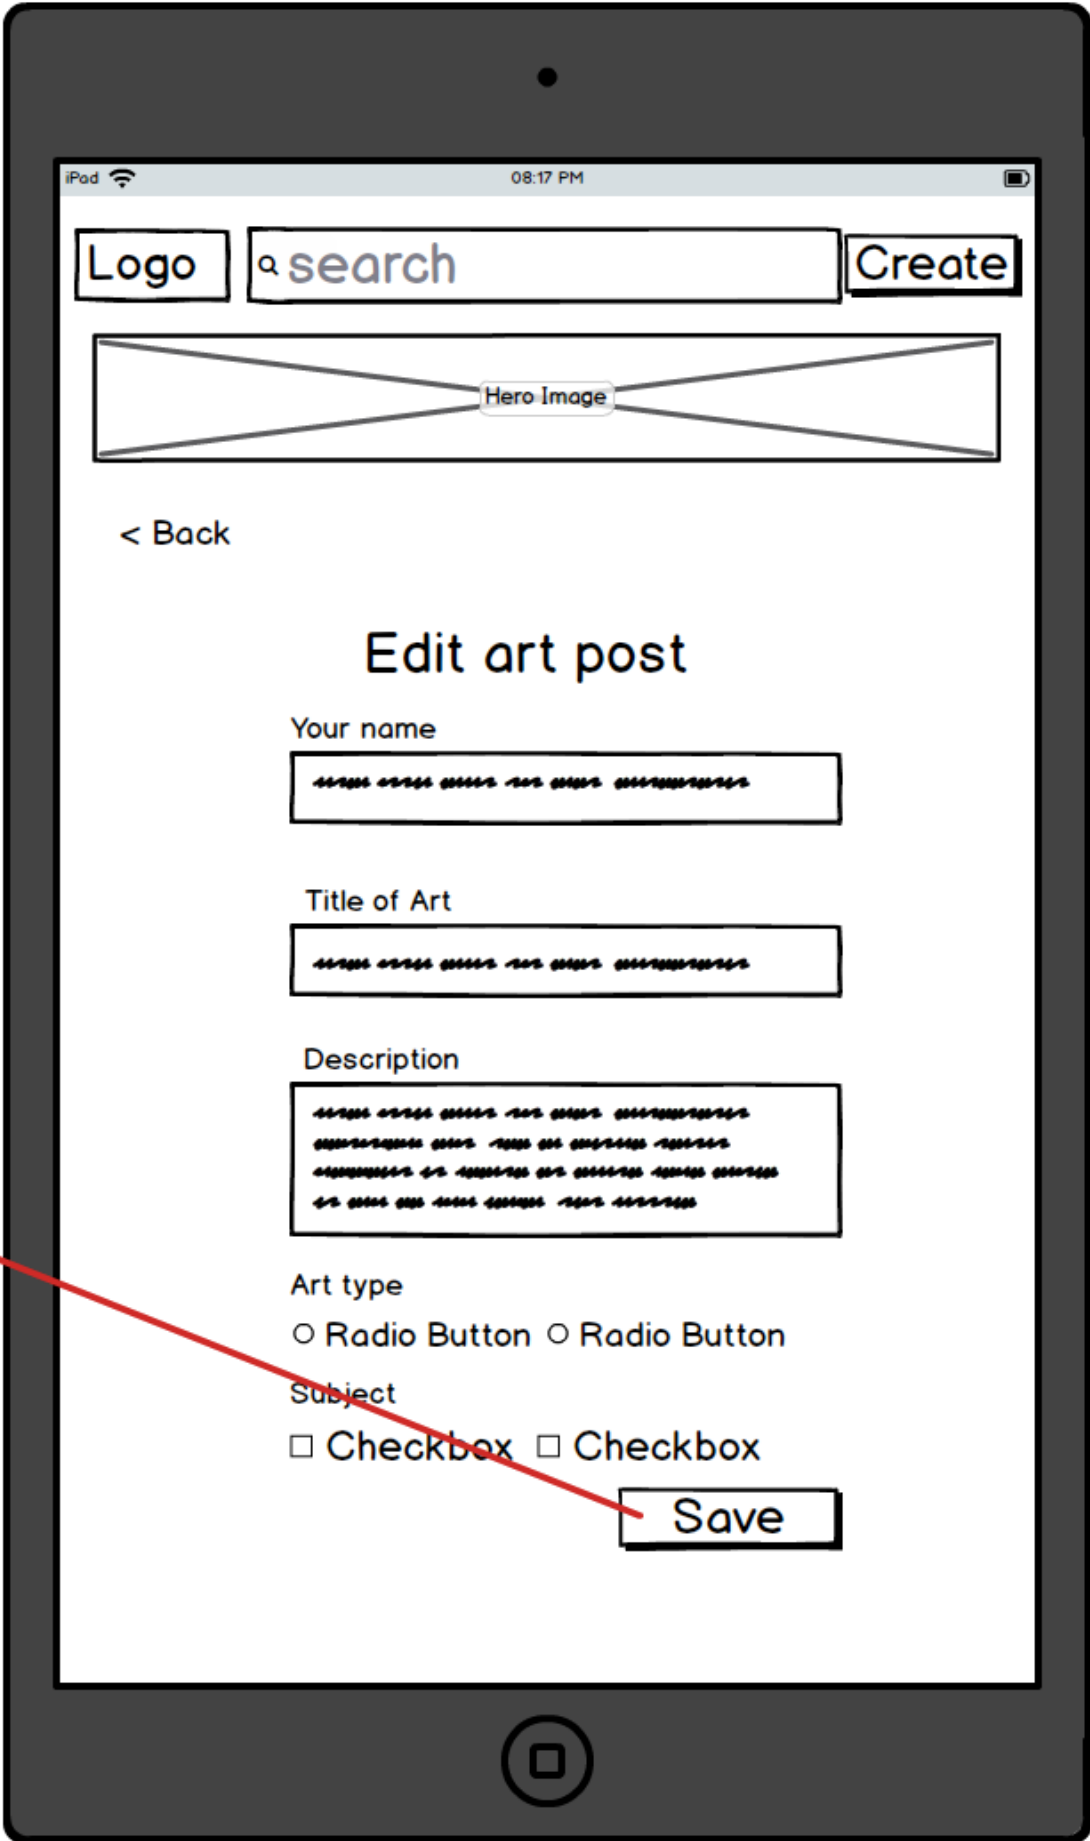 iPad 08:17 PM
Logo search Create
Hero Image
< Back
Edit art post
Your name
Title of Art
Description
Art type
Radio Button Radio Button
Subject
Checkbox Checkbox
Save